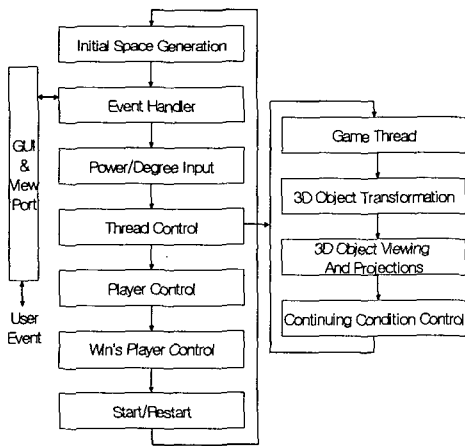 Initial Space Generation
Event Handler
GUI
&
View
Port
Power/Degree Input
Thread Control
Player Control
User
Event
Win's Player Control
Start/Restart
Game Thread
3D Object Transformation
3D Object Viewing
And Projections
Continuing Condition Control